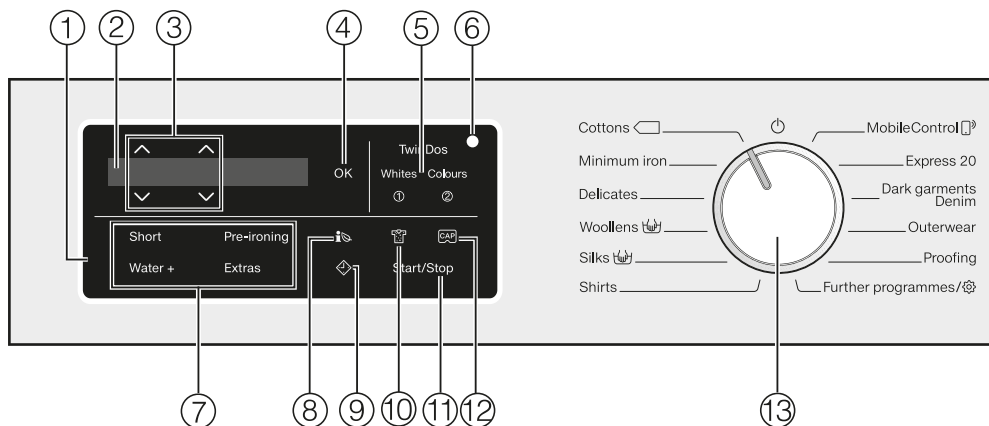 ① ② ③ ④ ⑤ ⑥
TwinDos
OK
Whites Colours
① ②
Short Pre-ironing
Water + Extras
CAP
Start/Stop
Cottons
Minimum iron
Delicates
Woollens
Silks
Shirts
MobileControl
Express 20
Dark garments
Denim
Outerwear
Proofing
Further programmes/
⑦ ⑧ ⑨ ⑩ ⑪ ⑫ ⑬